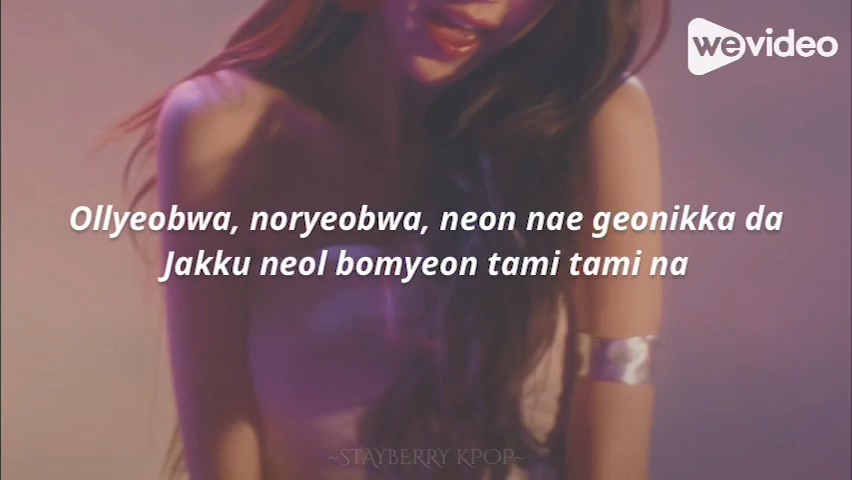 wevideo
Ollyeobwa, noryeobwa, neon nae geonikka da
Jakku neol bomyeon tami tami na
~STAYBERRY KPOP~